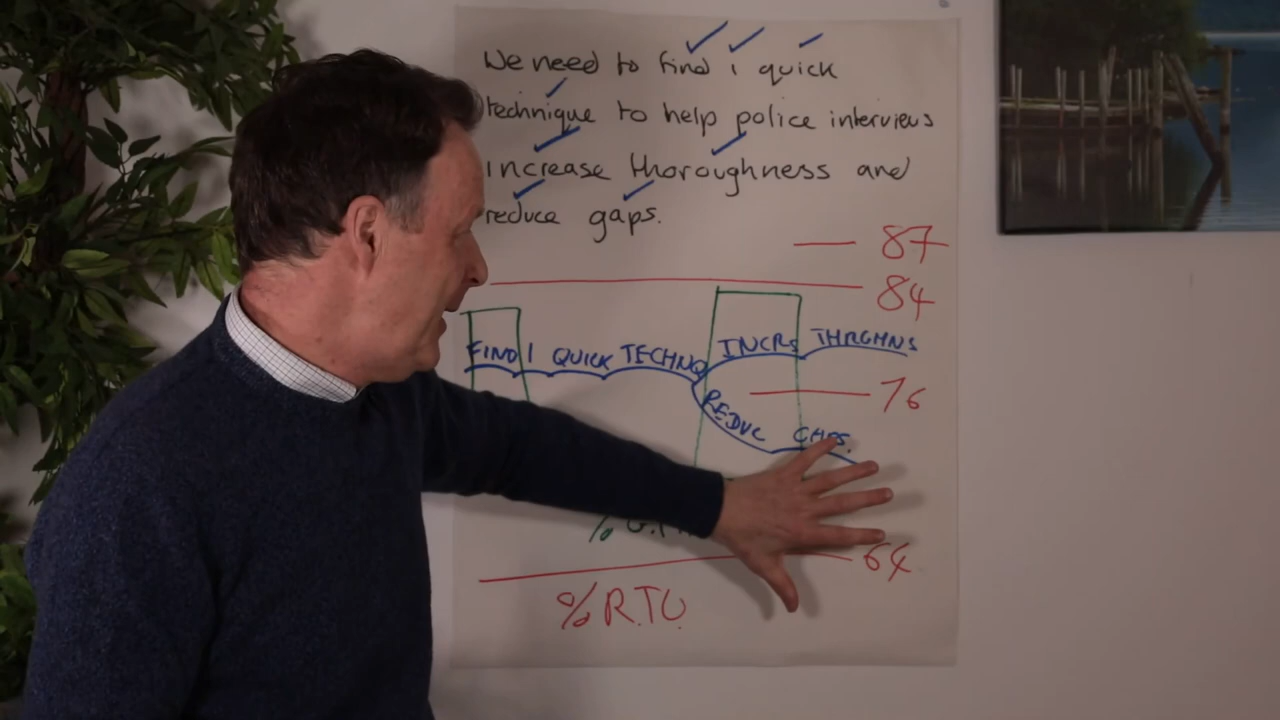 We need to find 1 quick
technique to help police interviews
increase thoroughness and
reduce gaps.
87
84
FIND 1 QUICK TECHNQ INCRS THRGHNS
76
REDUC GAPS.
%
64
% R.T.U.